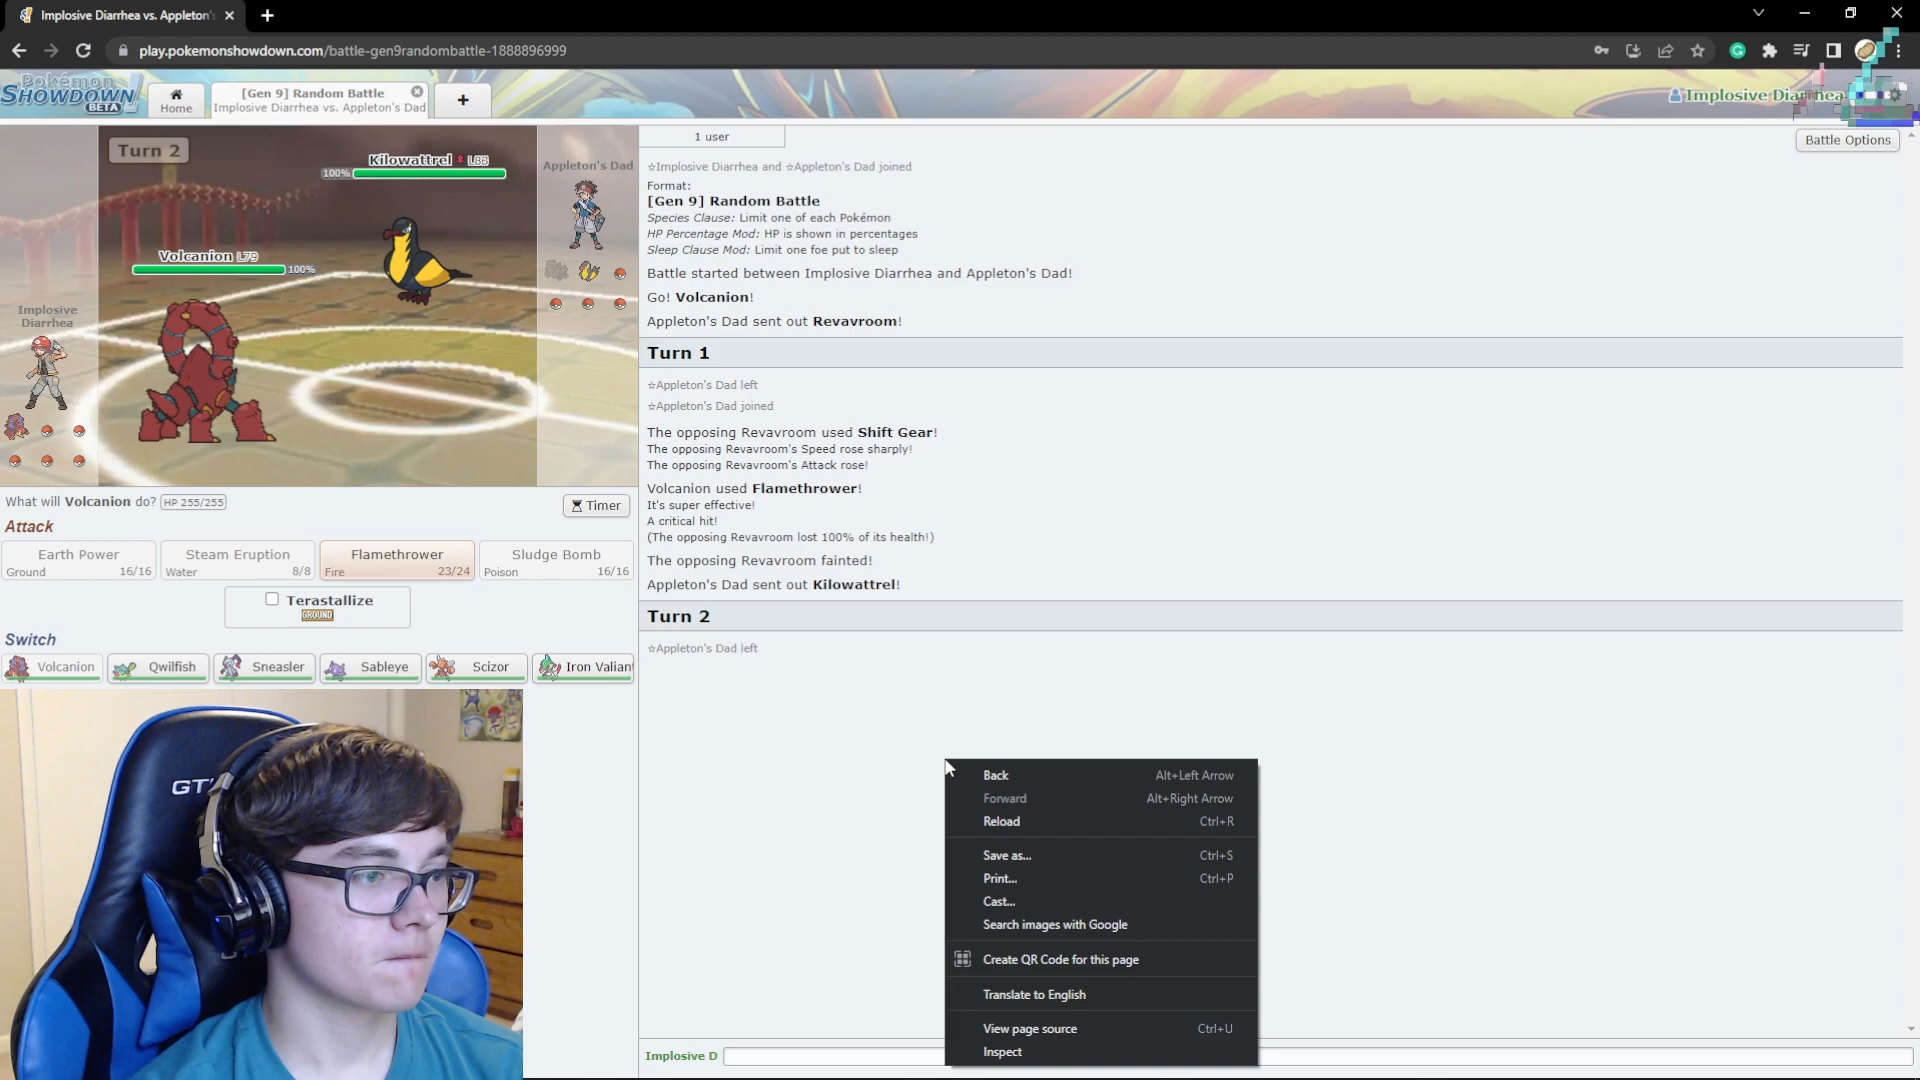 Implosive Diarrhea vs. Appleton's
play.pokemonshowdown.com/battle-gen9randombattle-1888896999
Pokémon
SHOWDOWN
BETA
Home
[Gen 9] Random Battle
Implosive Diarrhea vs. Appleton's Dad
+
Implosive Diarrhea
Turn 2
Kilowattrel ♀ L83
100%
Volcanion L79
100%
Appleton's Dad
Implosive
Diarrhea
1 user
Battle Options
☆Implosive Diarrhea and ☆Appleton's Dad joined
Format:
[Gen 9] Random Battle
Species Clause: Limit one of each Pokémon
HP Percentage Mod: HP is shown in percentages
Sleep Clause Mod: Limit one foe put to sleep
Battle started between Implosive Diarrhea and Appleton's Dad!
Go! Volcanion!
Appleton's Dad sent out Revavroom!
Turn 1
☆Appleton's Dad left
☆Appleton's Dad joined
The opposing Revavroom used Shift Gear!
The opposing Revavroom's Speed rose sharply!
The opposing Revavroom's Attack rose!
Volcanion used Flamethrower!
It's super effective!
A critical hit!
(The opposing Revavroom lost 100% of its health!)
The opposing Revavroom fainted!
Appleton's Dad sent out Kilowattrel!
Turn 2
☆Appleton's Dad left
What will Volcanion do? HP 255/255
Timer
Attack
Earth Power
Ground 16/16
Steam Eruption
Water 8/8
Flamethrower
Fire 23/24
Sludge Bomb
Poison 16/16
Terastallize
GROUND
Switch
Volcanion
Qwilfish
Sneasler
Sableye
Scizor
Iron Valiant
Back Alt+Left Arrow
Forward Alt+Right Arrow
Reload Ctrl+R
Save as... Ctrl+S
Print... Ctrl+P
Cast...
Search images with Google
Create QR Code for this page
Translate to English
View page source Ctrl+U
Inspect
Implosive D